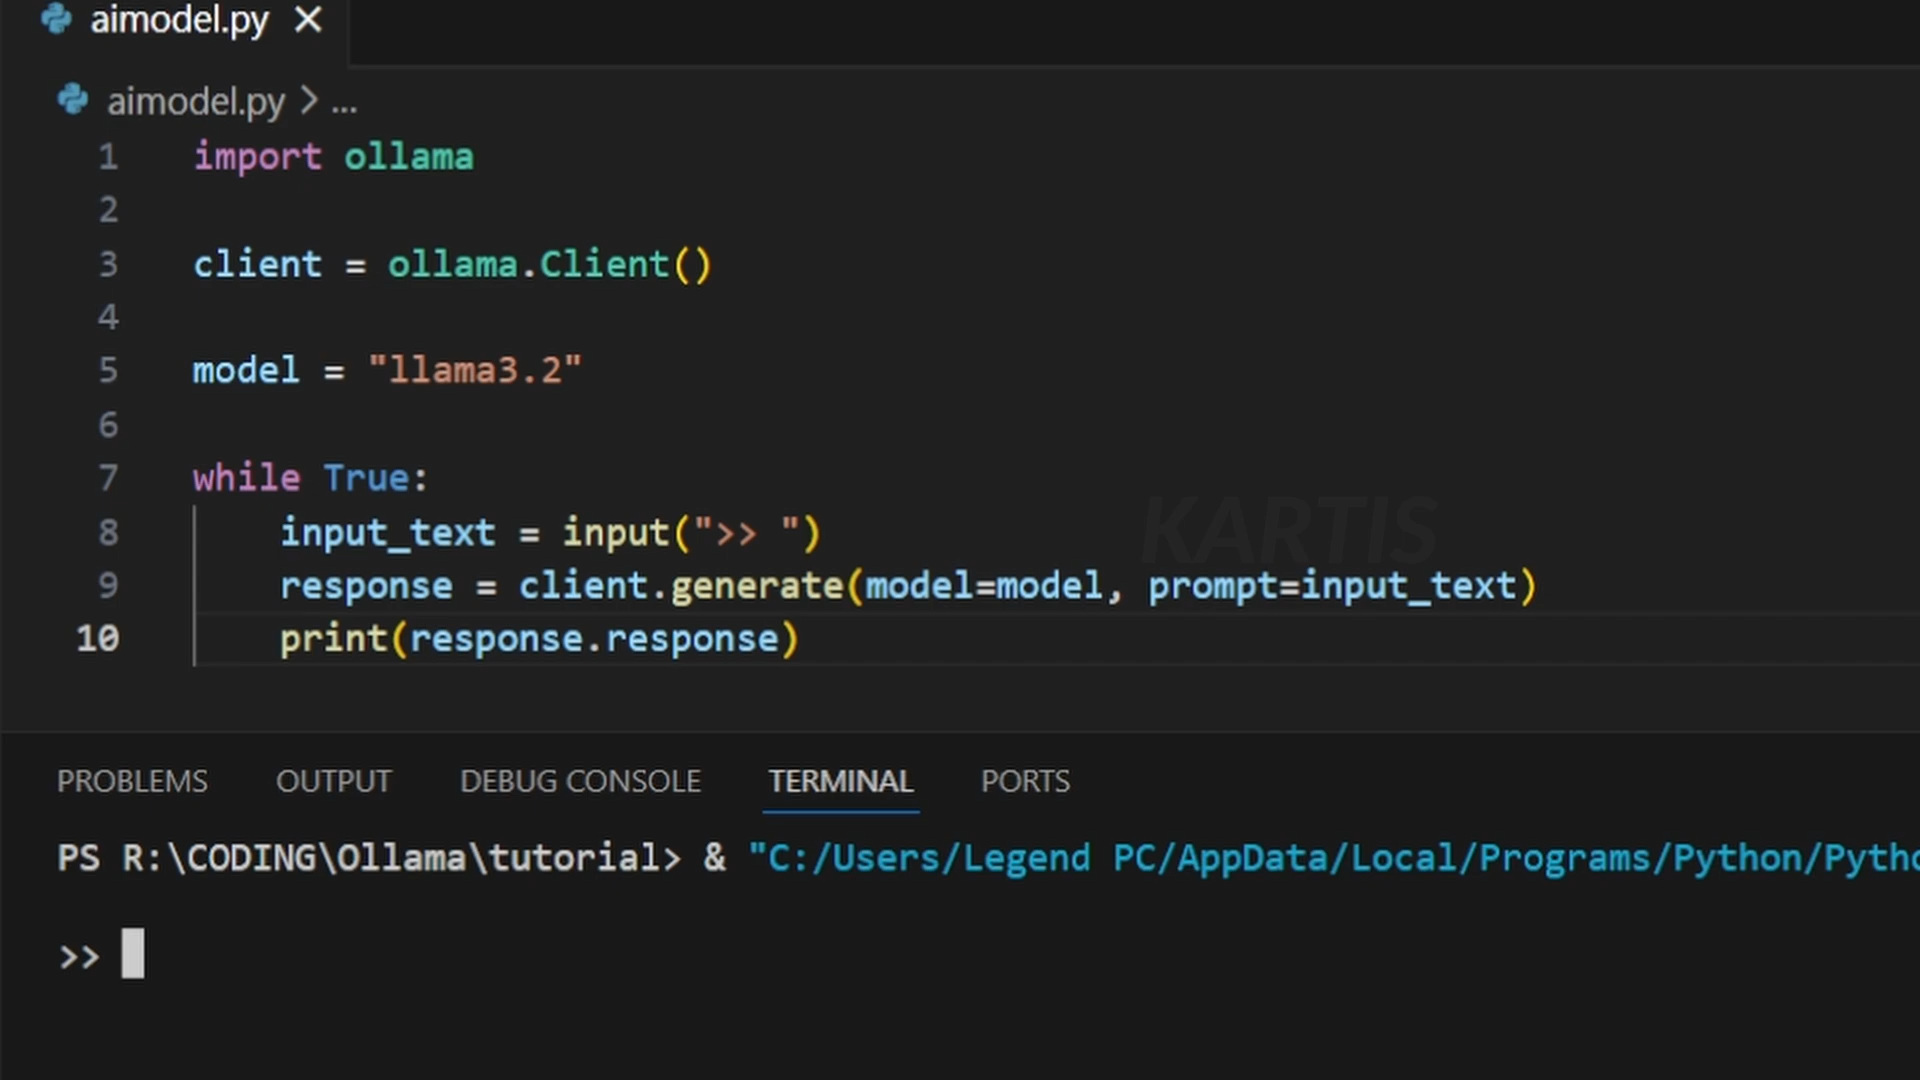 aimodel.py
aimodel.py > ...
1 import ollama
2
3 client = ollama.Client()
4
5 model = "llama3.2"
6
7 while True:
8 input_text = input(">> ")
9 response = client.generate(model=model, prompt=input_text)
10 print(response.response)
KARTIS
PROBLEMS OUTPUT DEBUG CONSOLE TERMINAL PORTS
PS R:\CODING\Ollama\tutorial> & "C:/Users/Legend PC/AppData/Local/Programs/Python/Pytho
>>